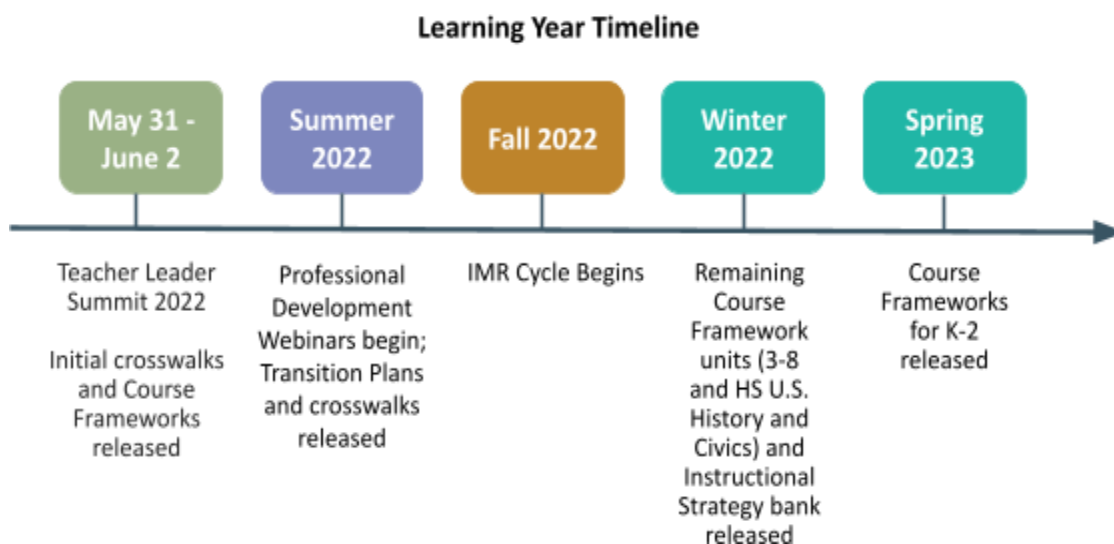 Learning Year Timeline
May 31 -
June 2
Summer
2022
Fall 2022
Winter
2022
Spring
2023
Teacher Leader
Summit 2022
Initial crosswalks
and Course
Frameworks
released
Professional
Development
Webinars begin;
Transition Plans
and crosswalks
released
IMR Cycle Begins
Remaining
Course
Framework
units (3-8
and HS U.S.
History and
Civics) and
Instructional
Strategy bank
released
Course
Frameworks
for K-2
released